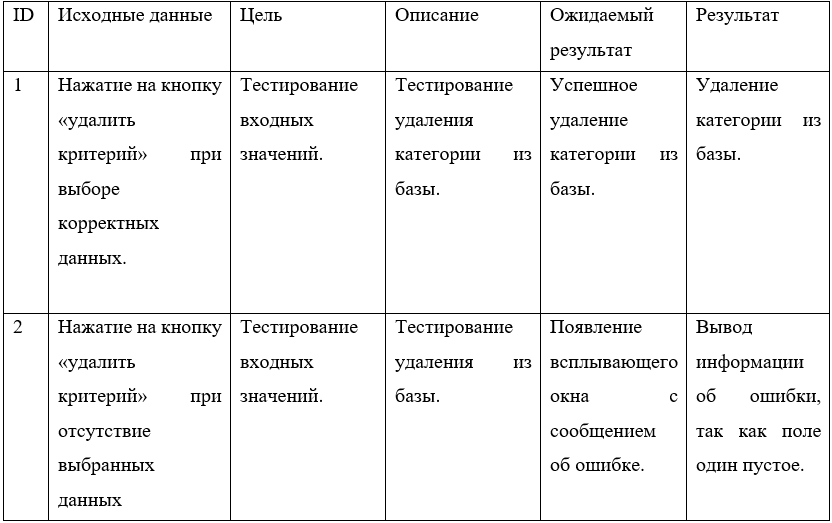 ID
Исходные данные
Цель
Описание
Ожидаемый
результат
Результат
1
Нажатие на кнопку
«удалить
критерий» при
выборе
корректных
данных.
Тестирование
входных
значений.
Тестирование
удаления
категории из
базы.
Успешное
удаление
категории из
базы.
Удаление
категории из
базы.
2
Нажатие на кнопку
«удалить
критерий» при
отсутствие
выбранных
данных
Тестирование
входных
значений.
Тестирование
удаления из
базы.
Появление
всплывающего
окна с
сообщением
об ошибке.
Вывод
информации
об ошибки,
так как поле
один пустое.